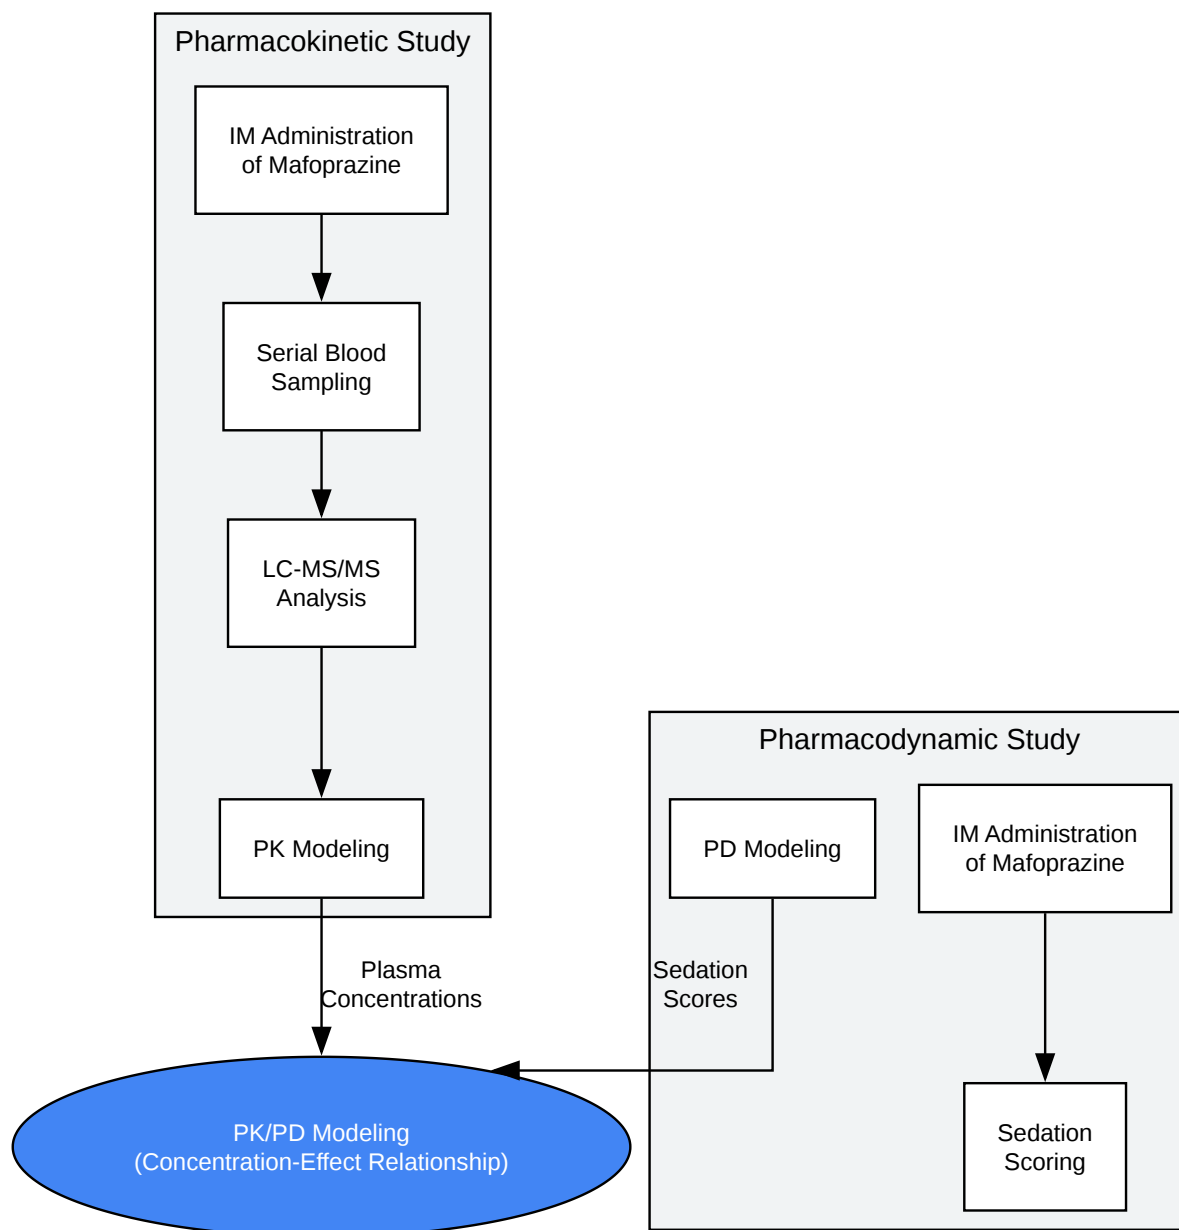 Pharmacokinetic Study
IM Administration
of Mafoprazine
Serial Blood
Sampling
LC-MS/MS
Analysis
PK Modeling
Plasma
Concentrations
Pharmacodynamic Study
PD Modeling
IM Administration
of Mafoprazine
Sedation
Scores
Sedation
Scoring
PK/PD Modeling
(Concentration-Effect Relationship)